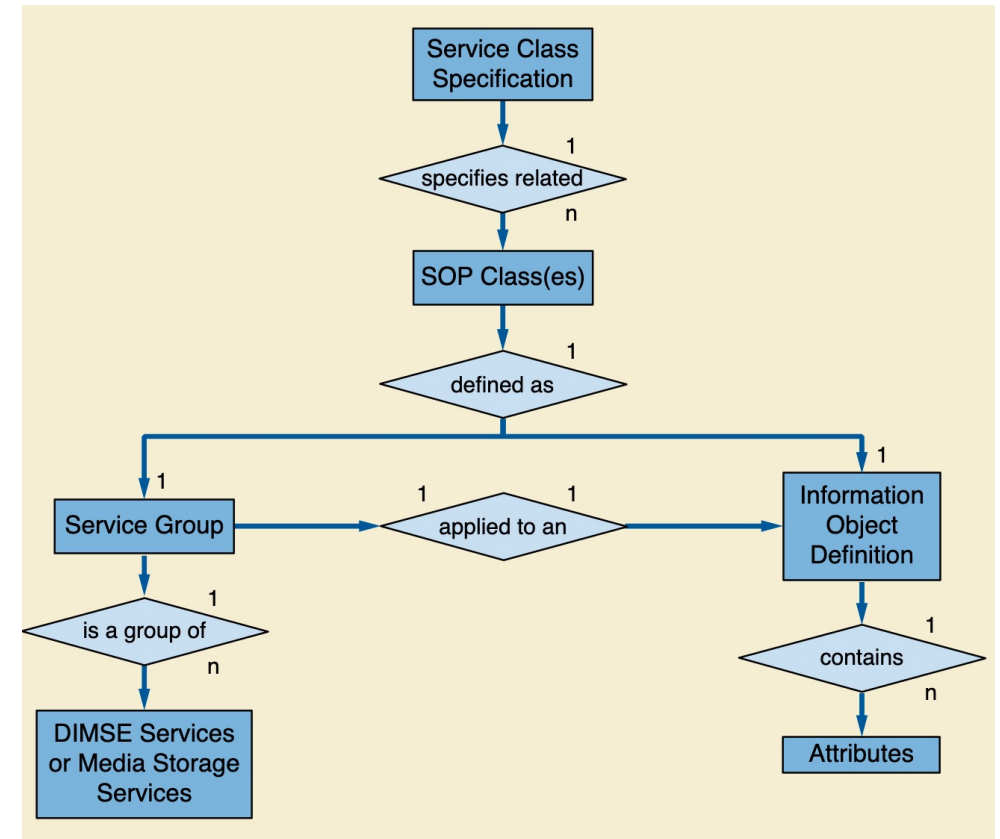 Service Class
Specification
1
specifies related
n
SOP Class(es)
1
defined as
1
1
Service Group
1
1
applied to an
Information
Object
Definition
1
is a group of
n
1
contains
n
DIMSE Services
or Media Storage
Services
Attributes